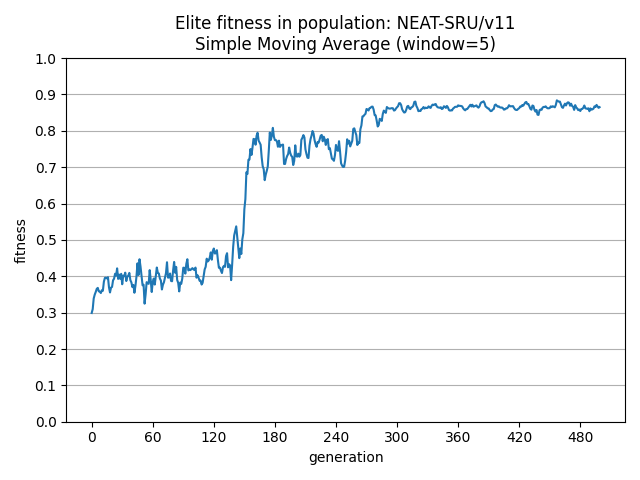 Elite fitness in population: NEAT-SRU/v11
Simple Moving Average (window=5)
1.0
0.9
0.8
0.7
0.6
0.5
0.4
0.3
0.2
0.1
0.0
fitness
0 60 120 180 240 300 360 420 480
generation